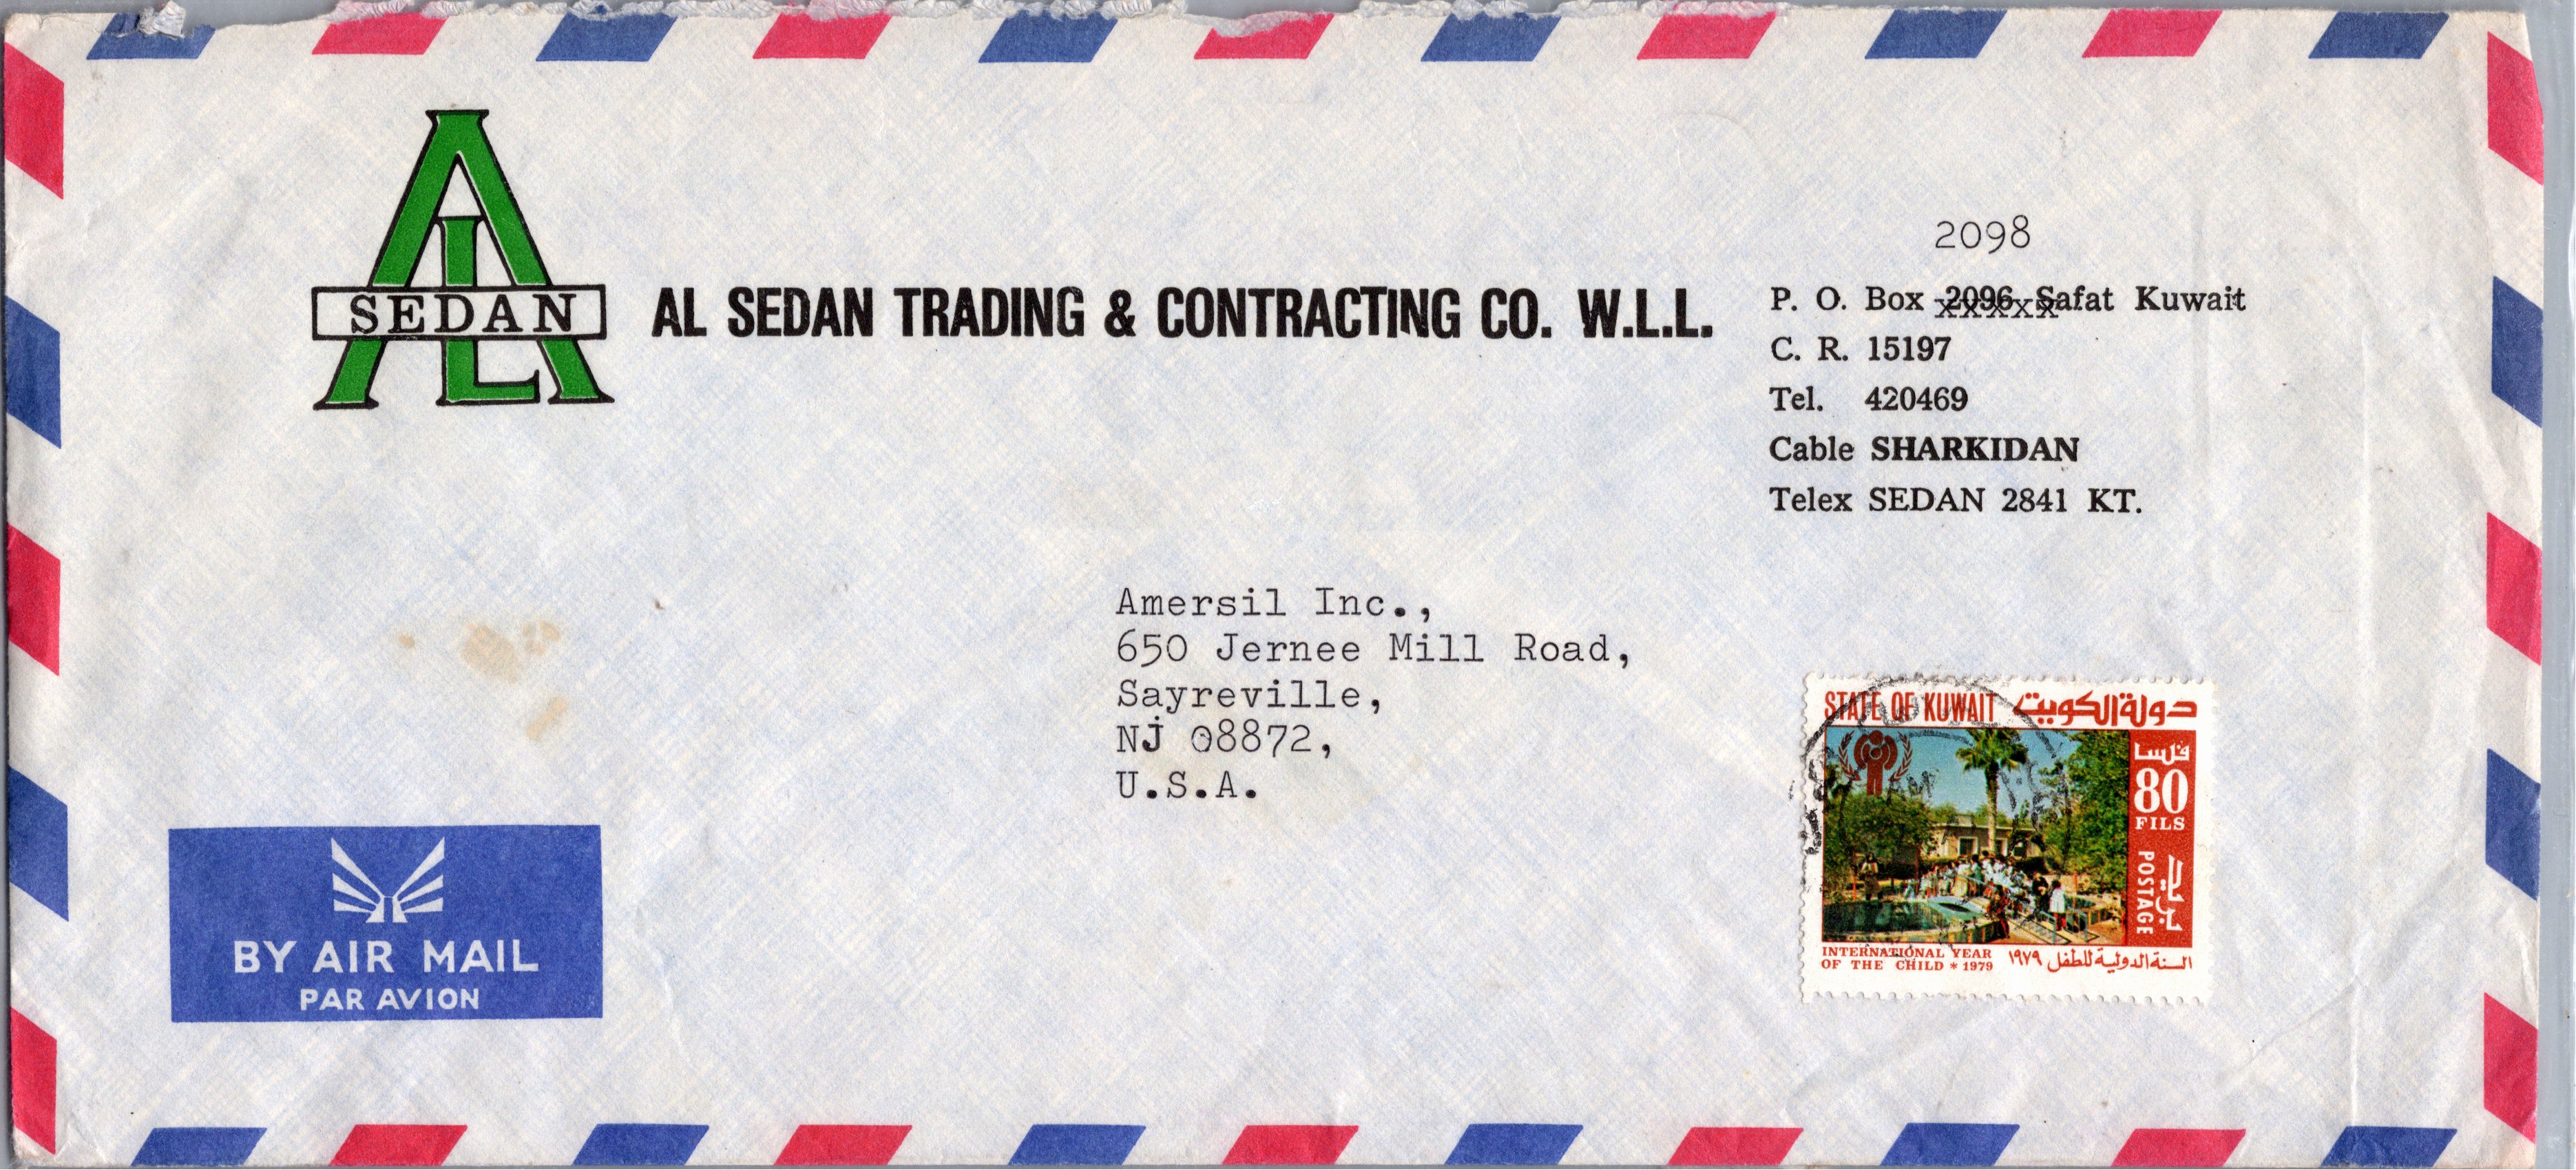 AL
SEDAN
AL SEDAN TRADING & CONTRACTING CO. W.L.L.
2098
P. O. Box 2096 Safat Kuwait
C. R. 15197
Tel. 420469
Cable SHARKIDAN
Telex SEDAN 2841 KT.
Amersil Inc.,
650 Jernee Mill Road,
Sayreville,
NJ 08872,
U.S.A.
STATE OF KUWAIT دولة الكويت
فلسا
80
FILS
POSTAGE بريد
INTERNATIONAL YEAR
OF THE CHILD * 1979
السنة الدولية للطفل ١٩٧٩
BY AIR MAIL
PAR AVION